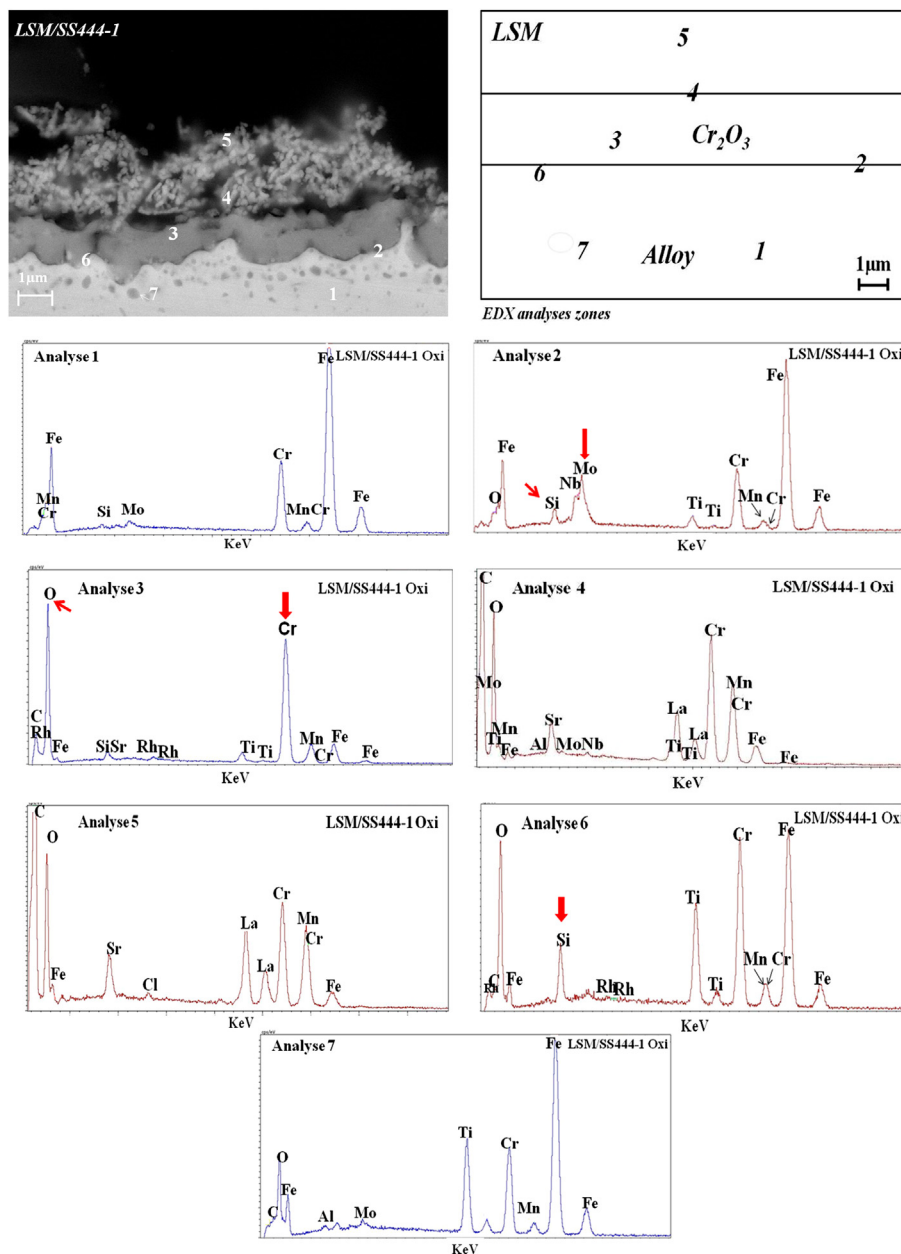 LSM/SS444-1
5
4
3
2
6
7
1
1µm
LSM
5
4
3
Cr2O3
2
6
7
Alloy
1
1µm
EDX analyses zones
Analyse 1
LSM/SS444-1 Oxi
Fe
Fe
Cr
Mn
Cr
Si
Mo
Mn Cr
Fe
KeV
Analyse 2
LSM/SS444-1 Oxi
Fe
Fe
Mo
Nb
Cr
O
Si
Ti
Ti
Mn
Cr
Fe
KeV
Analyse 3
LSM/SS444-1 Oxi
O
Cr
C
Rh
Fe
Si Sr
Rh
Rh
Ti
Ti
Mn
Cr
Fe
Fe
KeV
Analyse 4
LSM/SS444-1 Oxi
C
O
Cr
Mo
Mn
Cr
La
Mn
Ti
Fe
Al
Sr
Mo Nb
Ti
La
Ti
Fe
Fe
KeV
Analyse 5
LSM/SS444-1 Oxi
C
O
Cr
Mn
Cr
La
La
Sr
Cl
Fe
Fe
KeV
Analyse 6
LSM/SS444-1 Oxi
O
Cr
Fe
Si
Ti
Mn
Cr
C
Rh
Fe
Rh
Rh
Ti
Fe
KeV
Analyse 7
LSM/SS444-1 Oxi
Fe
Ti
Cr
O
Fe
C
Al
Mo
Mn
Fe
KeV